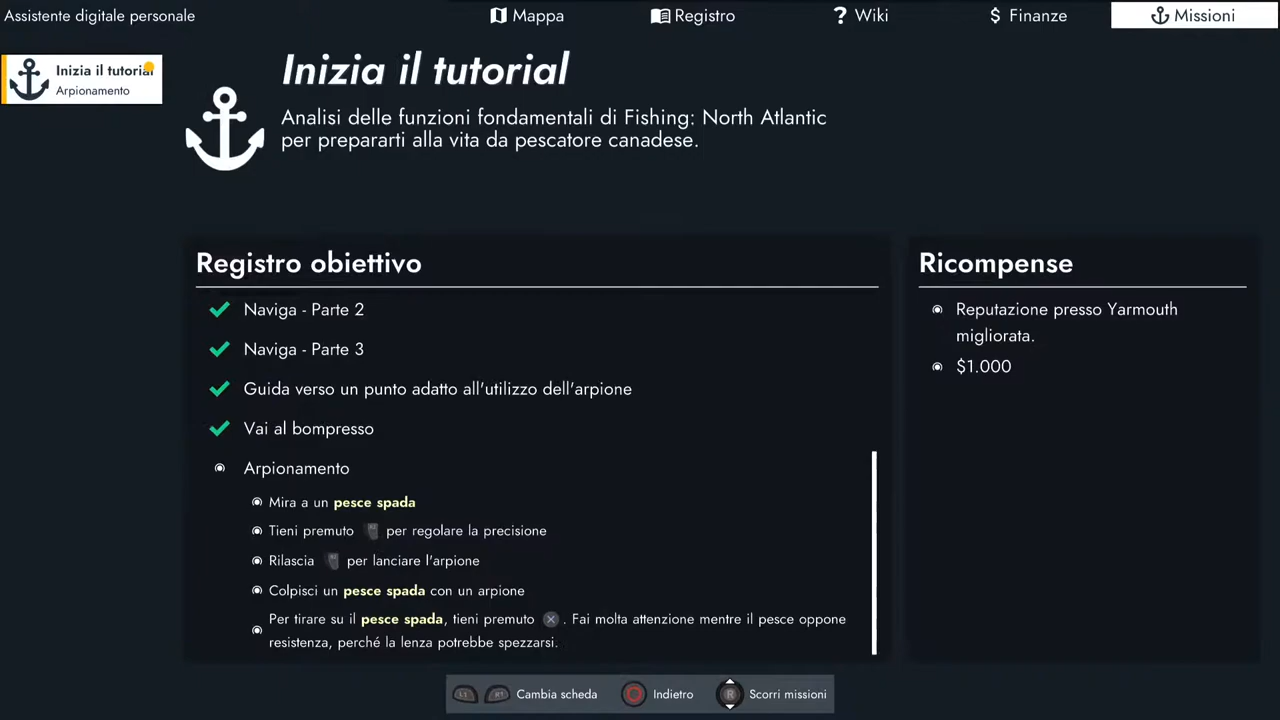 Assistente digitale personale
Mappa
Registro
? Wiki
$ Finanze
Missioni
Inizia il tutorial
Arpionamento
Inizia il tutorial
Analisi delle funzioni fondamentali di Fishing: North Atlantic
per prepararti alla vita da pescatore canadese.
Registro obiettivo
Naviga - Parte 2
Naviga - Parte 3
Guida verso un punto adatto all'utilizzo dell'arpione
Vai al bompresso
Arpionamento
Mira a un pesce spada
Tieni premuto R2 per regolare la precisione
Rilascia R2 per lanciare l'arpione
Colpisci un pesce spada con un arpione
Per tirare su il pesce spada, tieni premuto X. Fai molta attenzione mentre il pesce oppone
resistenza, perché la lenza potrebbe spezzarsi.
Ricompense
Reputazione presso Yarmouth
migliorata.
$1.000
L1 R1 Cambia scheda
Indietro
R Scorri missioni